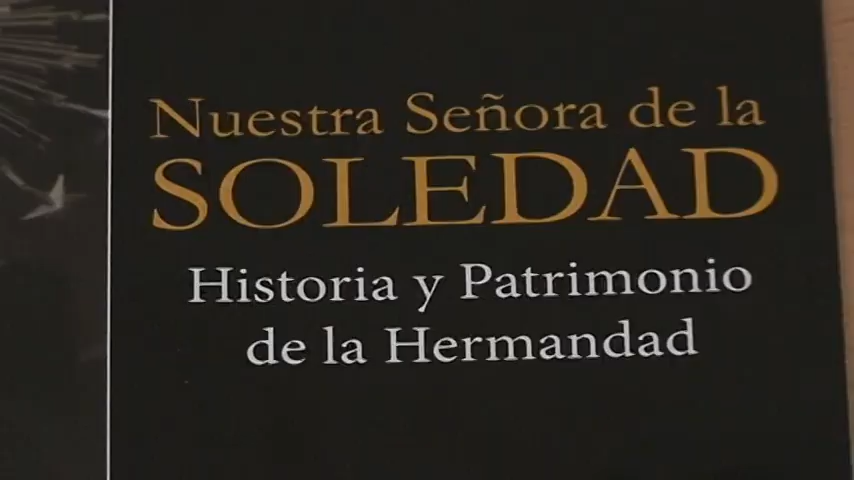 Nuestra Señora de la
SOLEDAD
Historia y Patrimonio
de la Hermandad